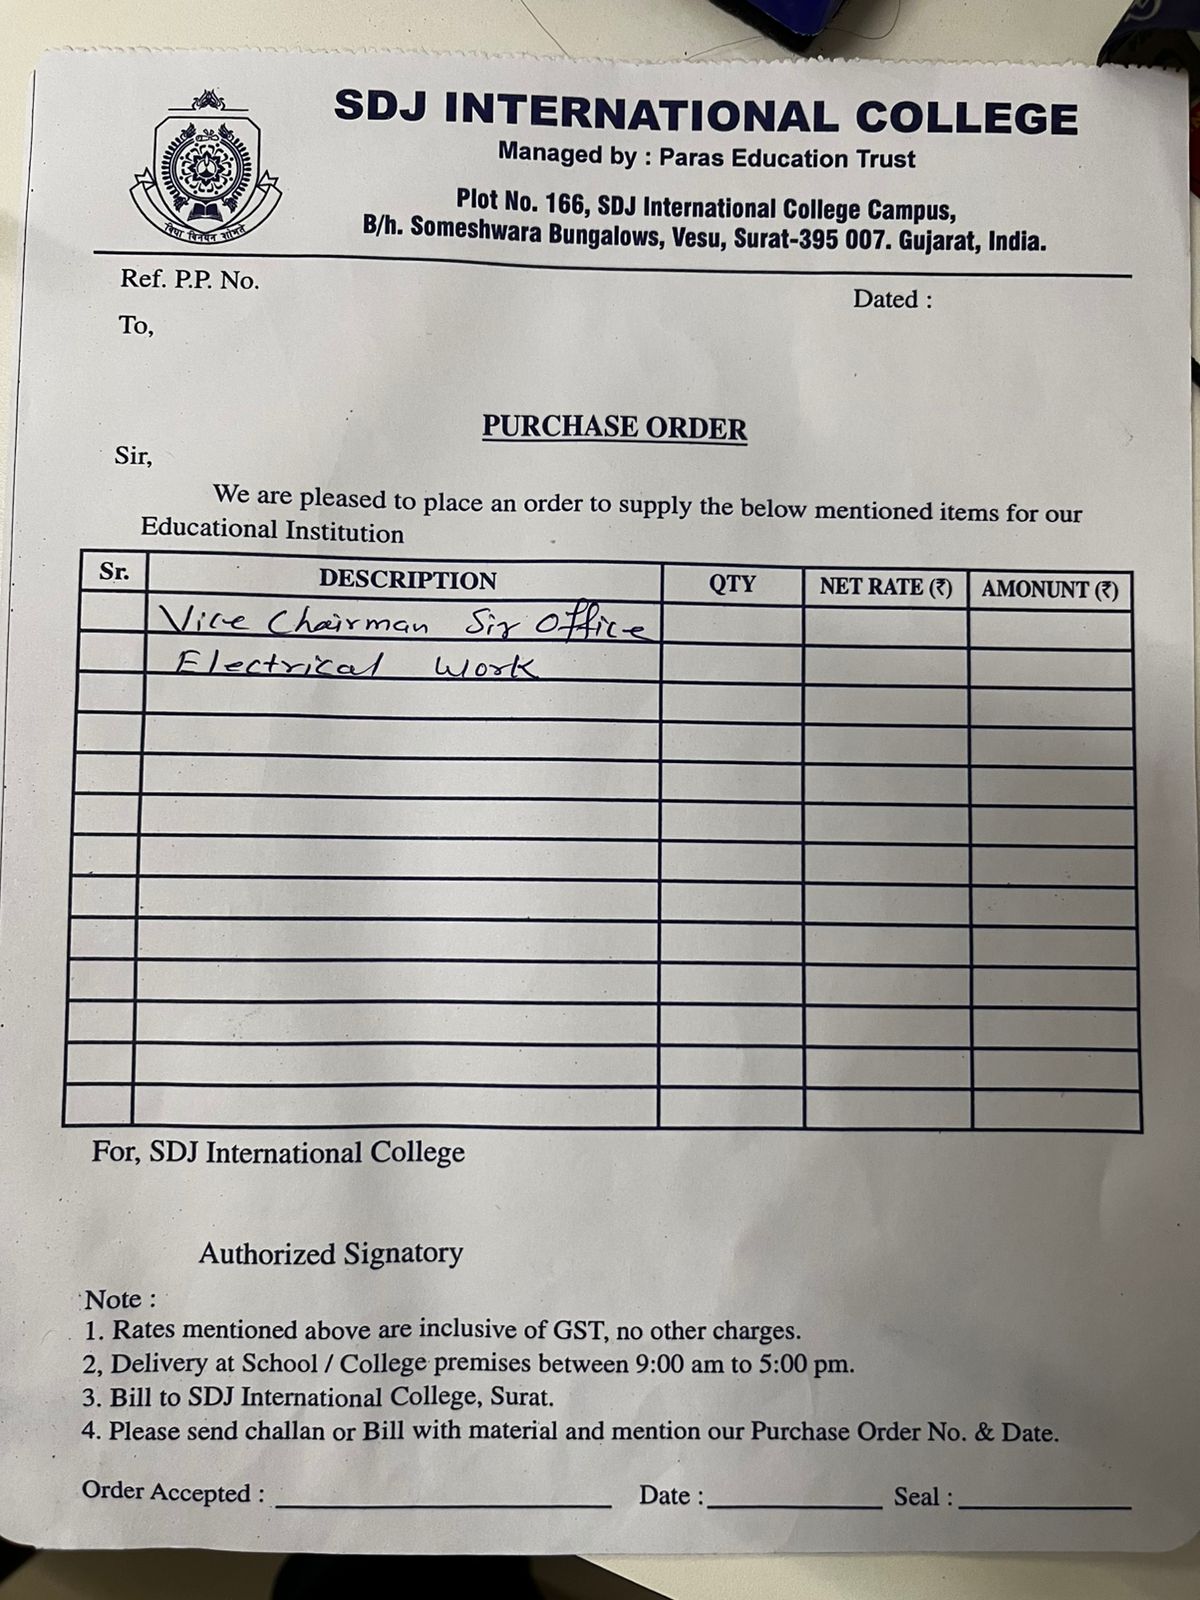 विद्या विनयेन शोभते
SDJ INTERNATIONAL COLLEGE
Managed by : Paras Education Trust
Plot No. 166, SDJ International College Campus,
B/h. Someshwara Bungalows, Vesu, Surat-395 007. Gujarat, India.
Ref. P.P. No.
Dated :
To,
PURCHASE ORDER
Sir,
We are pleased to place an order to supply the below mentioned items for our
Educational Institution
Sr. DESCRIPTION QTY NET RATE (₹) AMONUNT (₹)
Vice Chairman Sir Office
Electrical Work
For, SDJ International College
Authorized Signatory
Note :
1. Rates mentioned above are inclusive of GST, no other charges.
2, Delivery at School / College premises between 9:00 am to 5:00 pm.
3. Bill to SDJ International College, Surat.
4. Please send challan or Bill with material and mention our Purchase Order No. & Date.
Order Accepted : Date : Seal :